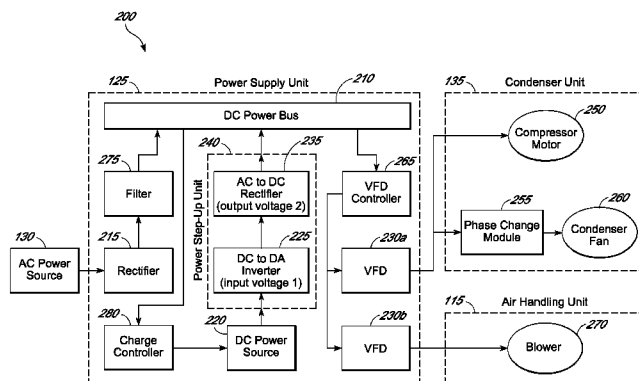 200
125
Power Supply Unit
210
135
Condenser Unit
DC Power Bus
250
Compressor
Motor
275
240
235
265
Filter
Power Step-Up Unit
AC to DC
Rectifier
(output voltage 2)
VFD
Controller
255
260
Phase Change
Module
Condenser
Fan
130
215
225
230a
AC Power
Source
Rectifier
DC to DA
Inverter
(input voltage 1)
VFD
280
220
230b
115
Air Handling Unit
Charge
Controller
DC Power
Source
VFD
270
Blower